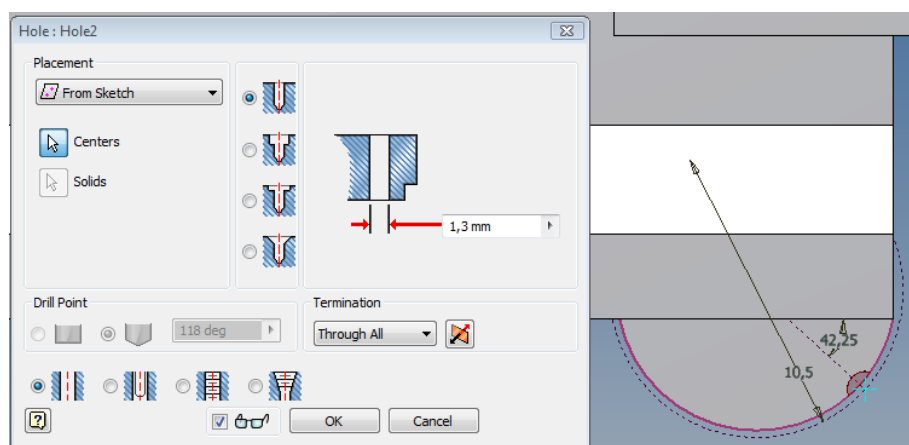 Hole : Hole2
Placement
From Sketch
Centers
Solids
1,3 mm
Drill Point
118 deg
Termination
Through All
OK
Cancel
42,25
10,5